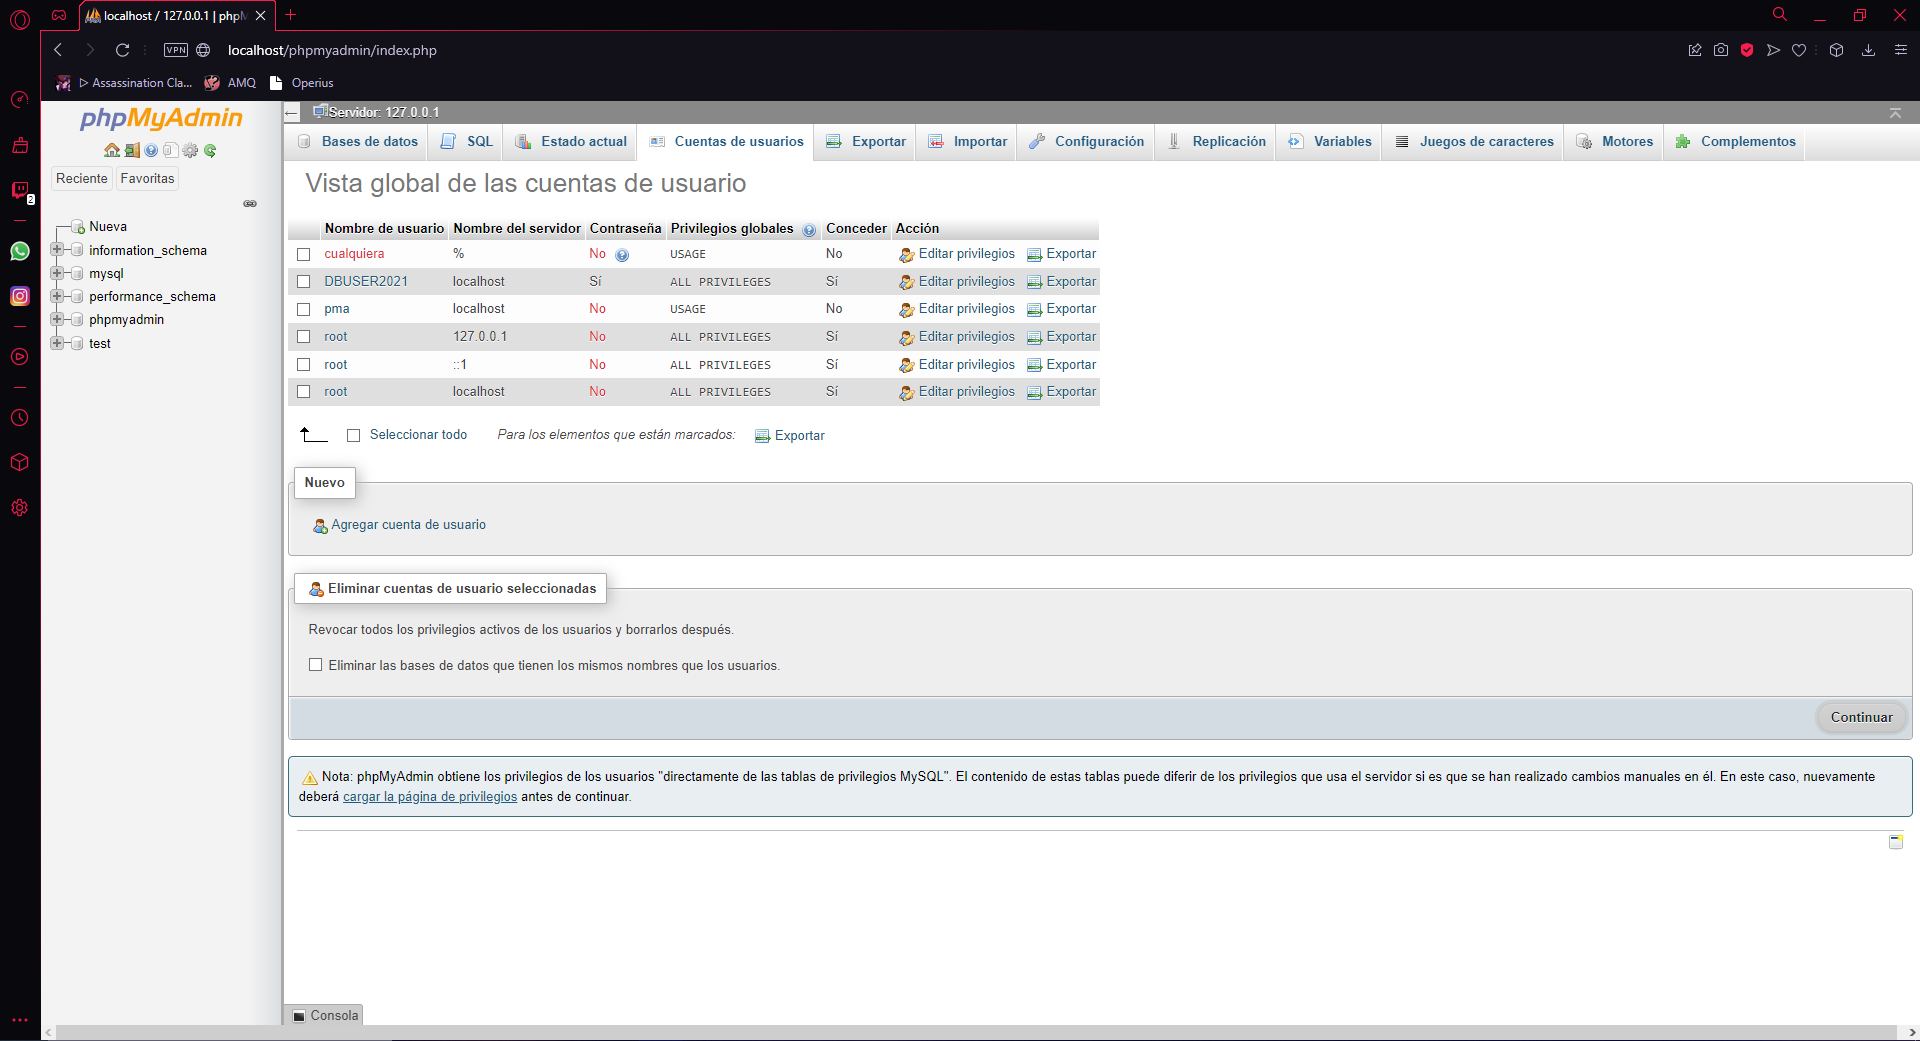 localhost / 127.0.0.1 | phpM
VPN
localhost/phpmyadmin/index.php
Assassination Cla...
AMQ
Operius
2
phpMyAdmin
Reciente
Favoritas
Nueva
information_schema
mysql
performance_schema
phpmyadmin
test
Servidor: 127.0.0.1
Bases de datos SQL Estado actual Cuentas de usuarios Exportar Importar Configuración Replicación Variables Juegos de caracteres Motores Complementos
Vista global de las cuentas de usuario
Nombre de usuario Nombre del servidor Contraseña Privilegios globales Conceder Acción
cualquiera % No USAGE No Editar privilegios Exportar
DBUSER2021 localhost Sí ALL PRIVILEGES Sí Editar privilegios Exportar
pma localhost No USAGE No Editar privilegios Exportar
root 127.0.0.1 No ALL PRIVILEGES Sí Editar privilegios Exportar
root ::1 No ALL PRIVILEGES Sí Editar privilegios Exportar
root localhost No ALL PRIVILEGES Sí Editar privilegios Exportar
Seleccionar todo Para los elementos que están marcados: Exportar
Nuevo
Agregar cuenta de usuario
Eliminar cuentas de usuario seleccionadas
Revocar todos los privilegios activos de los usuarios y borrarlos después.
Eliminar las bases de datos que tienen los mismos nombres que los usuarios.
Continuar
Nota: phpMyAdmin obtiene los privilegios de los usuarios "directamente de las tablas de privilegios MySQL". El contenido de estas tablas puede diferir de los privilegios que usa el servidor si es que se han realizado cambios manuales en él. En este caso, nuevamente
deberá cargar la página de privilegios antes de continuar.
Consola